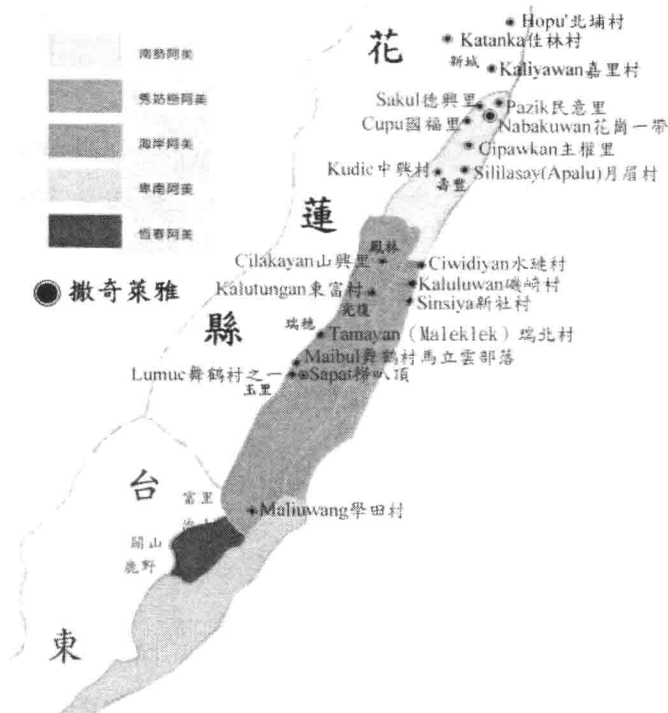 花
蓮
縣
台
東
南勢阿美
秀姑巒阿美
海岸阿美
卑南阿美
恆春阿美
撒奇萊雅
Hopu'北埔村
Katanka佳林村
新城
Kaliyawan嘉里村
Sakul德興里
Pazik民意里
Cupu國福里
Nabakuwan花崗一帶
Cipawkan主權里
Kudic中興村
Sililasay(Apalu)月眉村
壽豐
鳳林
Cilakayan山興里
Ciwidiyan水璉村
Kalutungan東富村
Kaluluwan磯崎村
光復
Sinsiya新社村
瑞穗
Tamayan（Maleklek）瑞北村
Maibul舞鶴村馬立雲部落
Lumuc舞鶴村之一
Sapat掃叭頂
玉里
富里
Maliuwang學田村
關山
鹿野